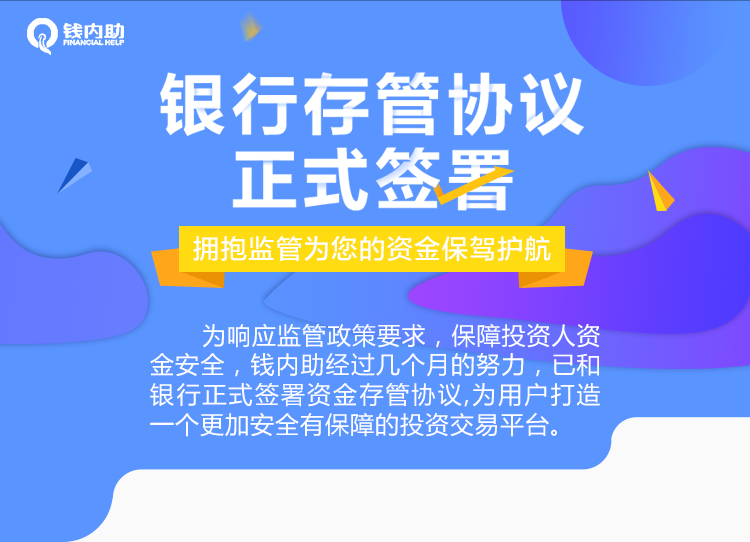 钱内助
FINANCIAL HELP
银行存管协议
正式签署
拥抱监管为您的资金保驾护航
为响应监管政策要求，保障投资人资
金安全，钱内助经过几个月的努力，已和
银行正式签署资金存管协议,为用户打造
一个更加安全有保障的投资交易平台。